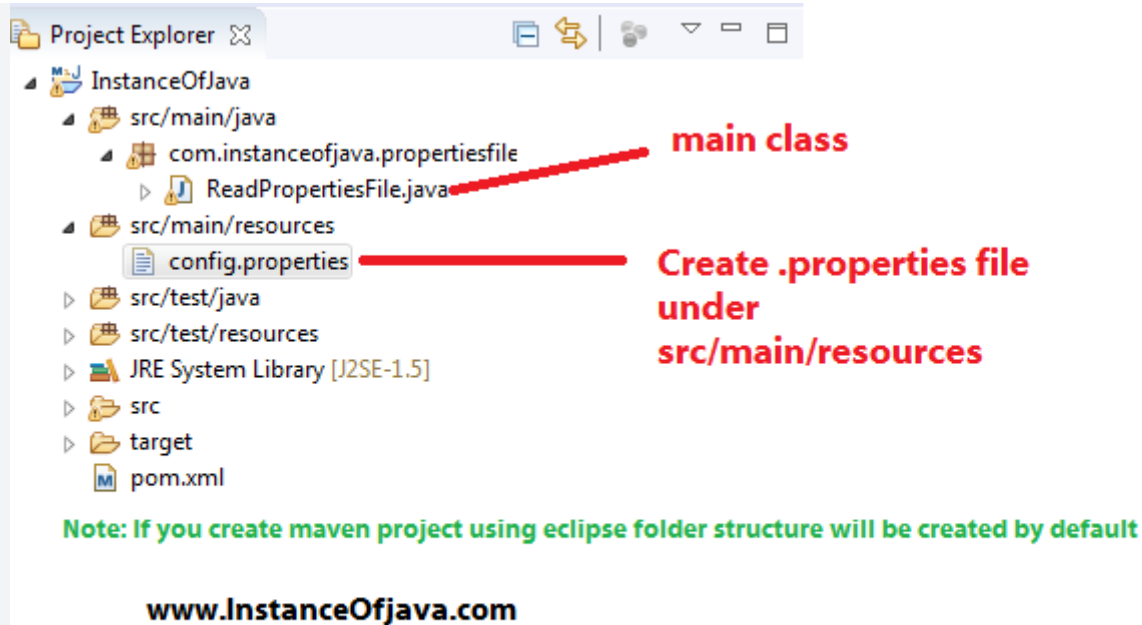 Project Explorer
InstanceOfJava
src/main/java
com.instanceofjava.propertiesfile
main class
ReadPropertiesFile.java
src/main/resources
config.properties
Create .properties file
under
src/main/resources
src/test/java
src/test/resources
JRE System Library [J2SE-1.5]
src
target
pom.xml
Note: If you create maven project using eclipse folder structure will be created by default
www.InstanceOfjava.com